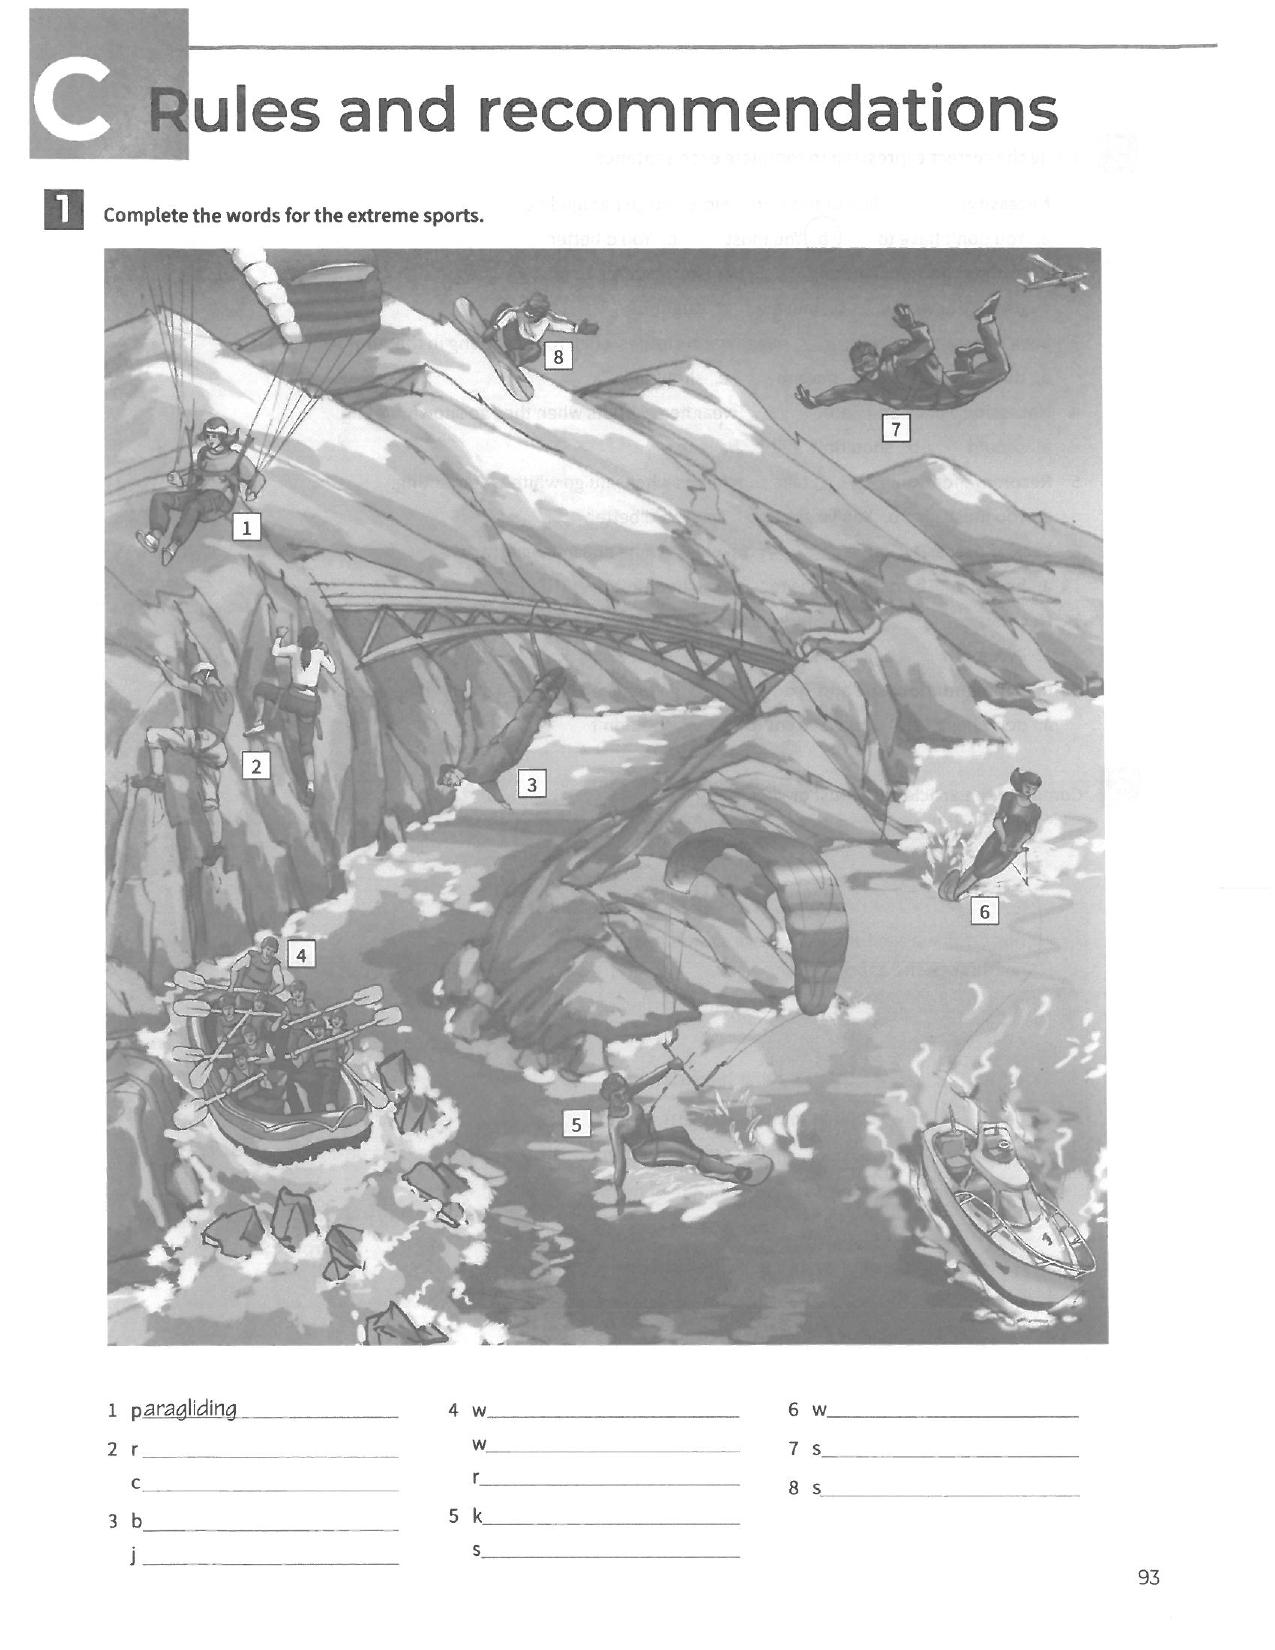 C Rules and recommendations
1 Complete the words for the extreme sports.
8
7
1
2
3
6
4
5
1 paragliding
2 r
c
3 b
j
4 w
w
r
5 k
s
6 w
7 s
8 s
93